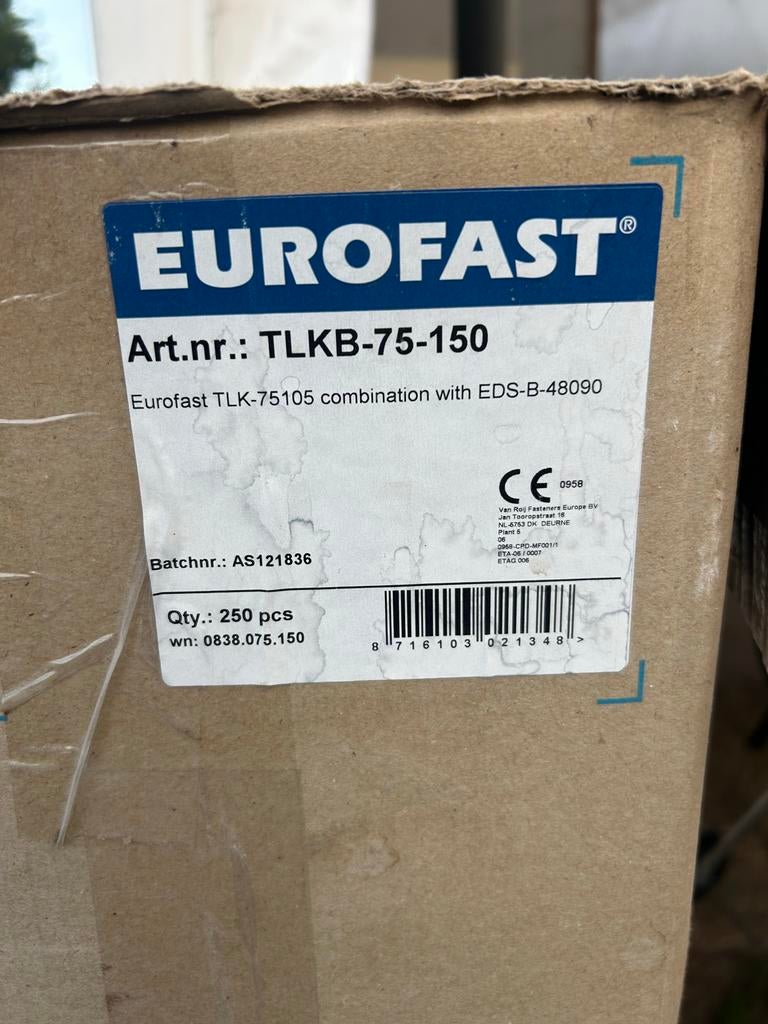 EUROFAST®
Art.nr.: TLKB-75-150
Eurofast TLK-75105 combination with EDS-B-48090
CE 0958
Van Roij Fasteners Europe BV
Jan Tooropstraat 16
NL-5753 DK DEURNE
Plant 5
06
0958-CPD-MF001/1
ETA-06 / 0007
ETAG 006
Batchnr.: AS121836
Qty.: 250 pcs
wn: 0838.075.150
8 716103 021348 >